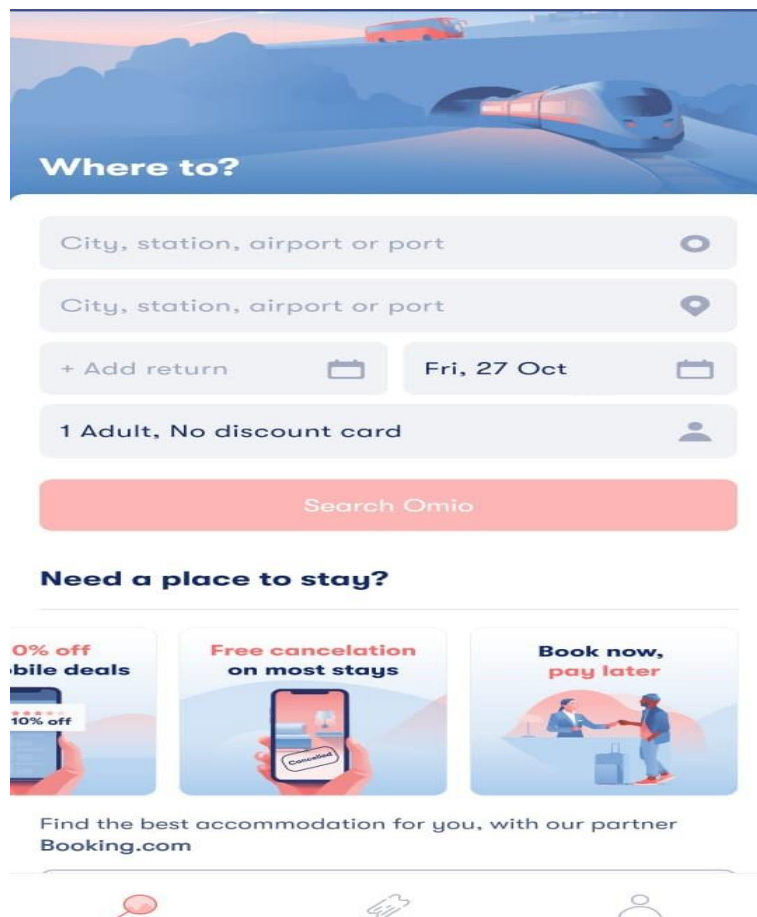 Where to?
City, station, airport or port
City, station, airport or port
+ Add return
Fri, 27 Oct
1 Adult, No discount card
Search Omio
Need a place to stay?
0% off
bile deals
10% off
Free cancelation
on most stays
Cancelled
Book now,
pay later
Find the best accommodation for you, with our partner
Booking.com